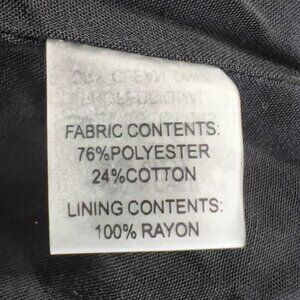 FABRIC CONTENTS:
76%POLYESTER
24%COTTON
LINING CONTENTS:
100% RAYON